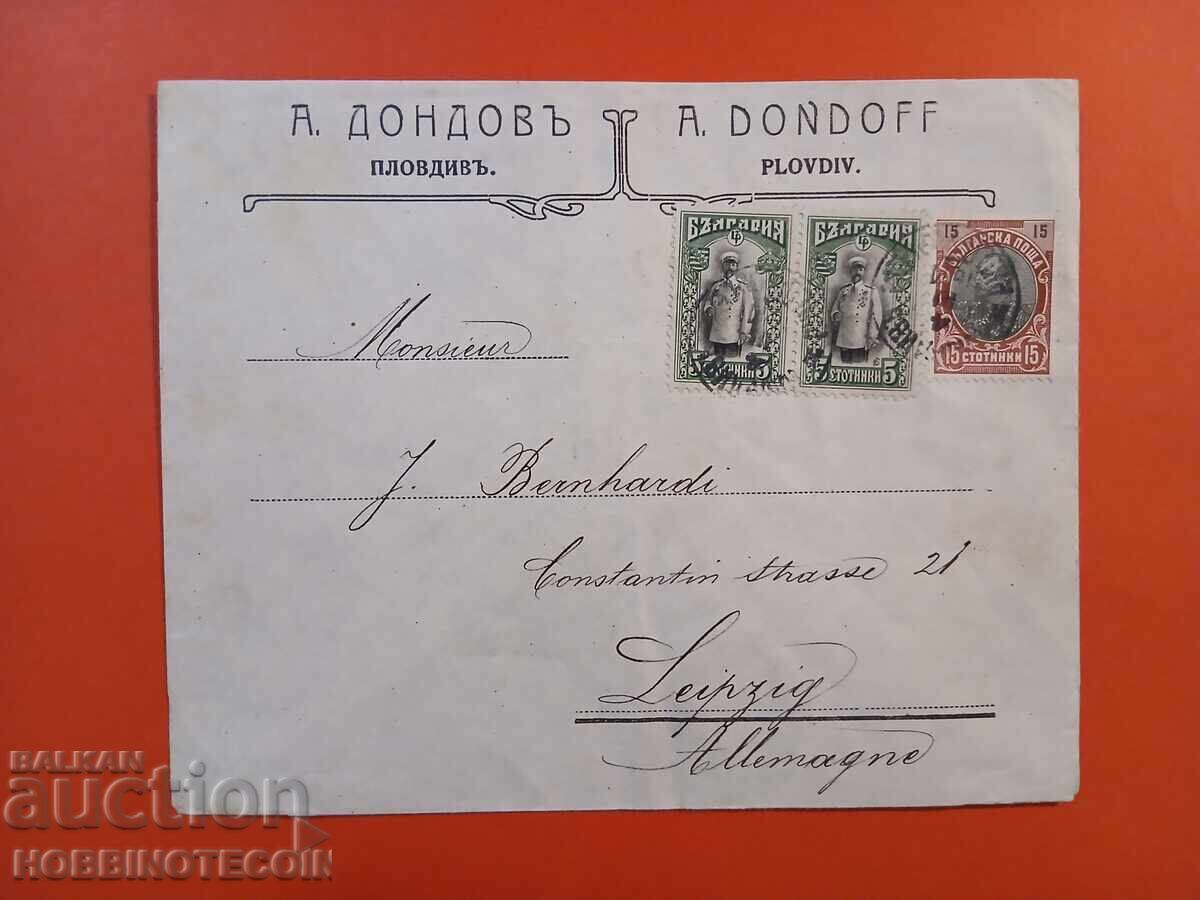 А. ДОНДОВЪ
ПЛОВДИВЪ.
A. DONDOFF
PLOVDIV.
БЪЛГАРИЯ
5 СТОТИНКИ 5
БЪЛГАРИЯ
5 СТОТИНКИ 5
15 15
БЪЛГАРСКА ПОЩА
15 СТОТИНКИ 15
Monsieur
J. Bernhardi
Constantin strasse 21
Leipzig
Allemagne
BALKAN
auction
HOBBINOTECOIN